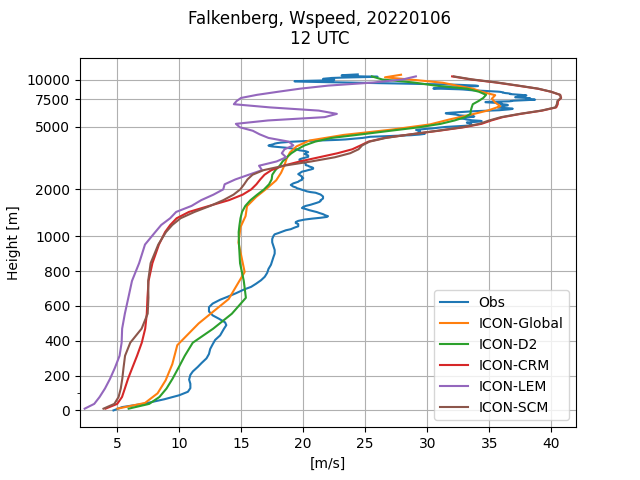 Falkenberg, Wspeed, 20220106
12 UTC
10000
7500
5000
2000
1000
800
600
400
200
0
Height [m]
5 10 15 20 25 30 35 40
[m/s]
Obs
ICON-Global
ICON-D2
ICON-CRM
ICON-LEM
ICON-SCM